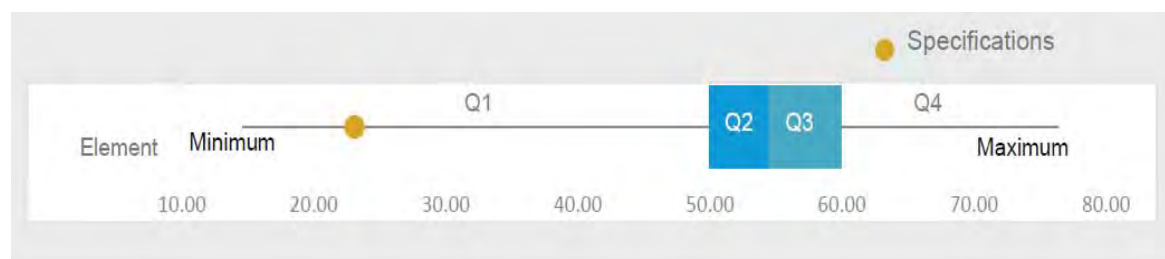 Specifications
Q1
Q4
Q2 Q3
Element Minimum
Maximum
10.00 20.00 30.00 40.00 50.00 60.00 70.00 80.00